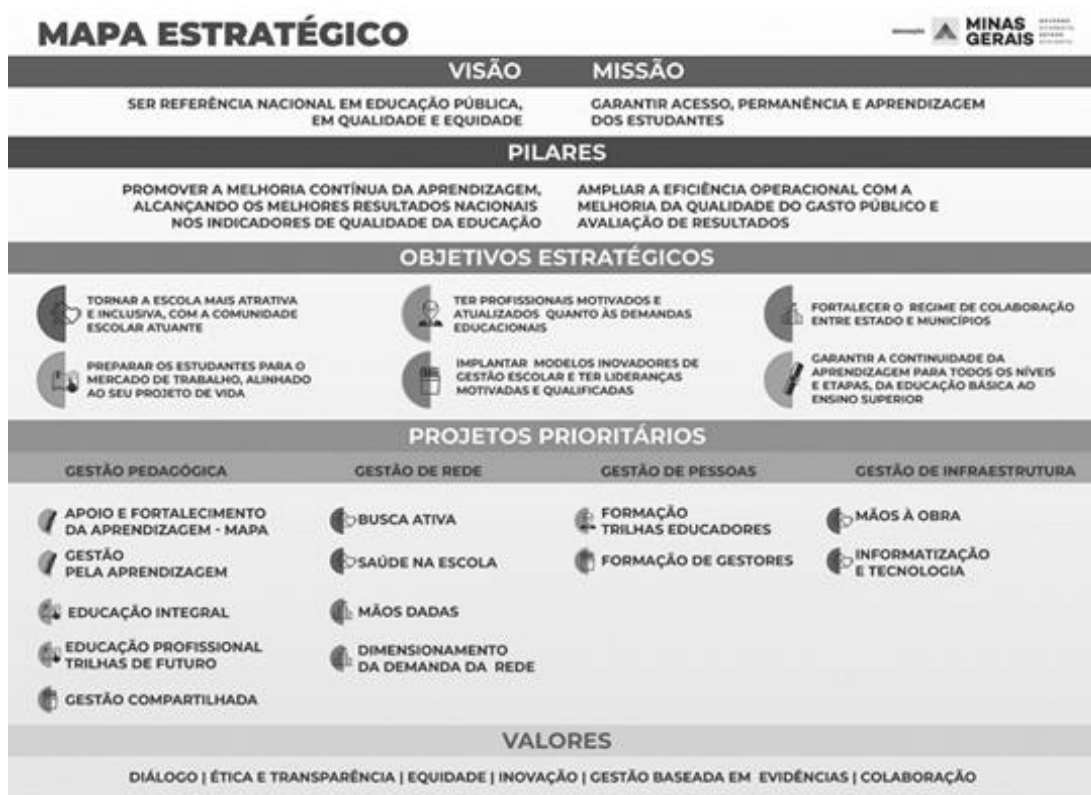 MAPA ESTRATÉGICO
MINAS
GERAIS
VISÃO
SER REFERÊNCIA NACIONAL EM EDUCAÇÃO PÚBLICA,
EM QUALIDADE E EQUIDADE
MISSÃO
GARANTIR ACESSO, PERMANÊNCIA E APRENDIZAGEM
DOS ESTUDANTES
PILARES
PROMOVER A MELHORIA CONTÍNUA DA APRENDIZAGEM,
ALCANÇANDO OS MELHORES RESULTADOS NACIONAIS
NOS INDICADORES DE QUALIDADE DA EDUCAÇÃO
AMPLIAR A EFICIÊNCIA OPERACIONAL COM A
MELHORIA DA QUALIDADE DO GASTO PÚBLICO E
AVALIAÇÃO DE RESULTADOS
OBJETIVOS ESTRATÉGICOS
TORNAR A ESCOLA MAIS ATRATIVA
E INCLUSIVA, COM A COMUNIDADE
ESCOLAR ATUANTE
TER PROFISSIONAIS MOTIVADOS E
ATUALIZADOS QUANTO ÀS DEMANDAS
EDUCACIONAIS
FORTALECER O REGIME DE COLABORAÇÃO
ENTRE ESTADO E MUNICÍPIOS
PREPARAR OS ESTUDANTES PARA O
MERCADO DE TRABALHO, ALINHADO
AO SEU PROJETO DE VIDA
IMPLANTAR MODELOS INOVADORES DE
GESTÃO ESCOLAR E TER LIDERANÇAS
MOTIVADAS E QUALIFICADAS
GARANTIR A CONTINUIDADE DA
APRENDIZAGEM PARA TODOS OS NÍVEIS
E ETAPAS, DA EDUCAÇÃO BÁSICA AO
ENSINO SUPERIOR
PROJETOS PRIORITÁRIOS
GESTÃO PEDAGÓGICA
APOIO E FORTALECIMENTO
DA APRENDIZAGEM - MAPA
GESTÃO
PELA APRENDIZAGEM
EDUCAÇÃO INTEGRAL
EDUCAÇÃO PROFISSIONAL
TRILHAS DE FUTURO
GESTÃO COMPARTILHADA
GESTÃO DE REDE
BUSCA ATIVA
SAÚDE NA ESCOLA
MÃOS DADAS
DIMENSIONAMENTO
DA DEMANDA DA REDE
GESTÃO DE PESSOAS
FORMAÇÃO
TRILHAS EDUCADORES
FORMAÇÃO DE GESTORES
GESTÃO DE INFRAESTRUTURA
MÃOS À OBRA
INFORMATIZAÇÃO
E TECNOLOGIA
VALORES
DIÁLOGO | ÉTICA E TRANSPARÊNCIA | EQUIDADE | INOVAÇÃO | GESTÃO BASEADA EM EVIDÊNCIAS | COLABORAÇÃO